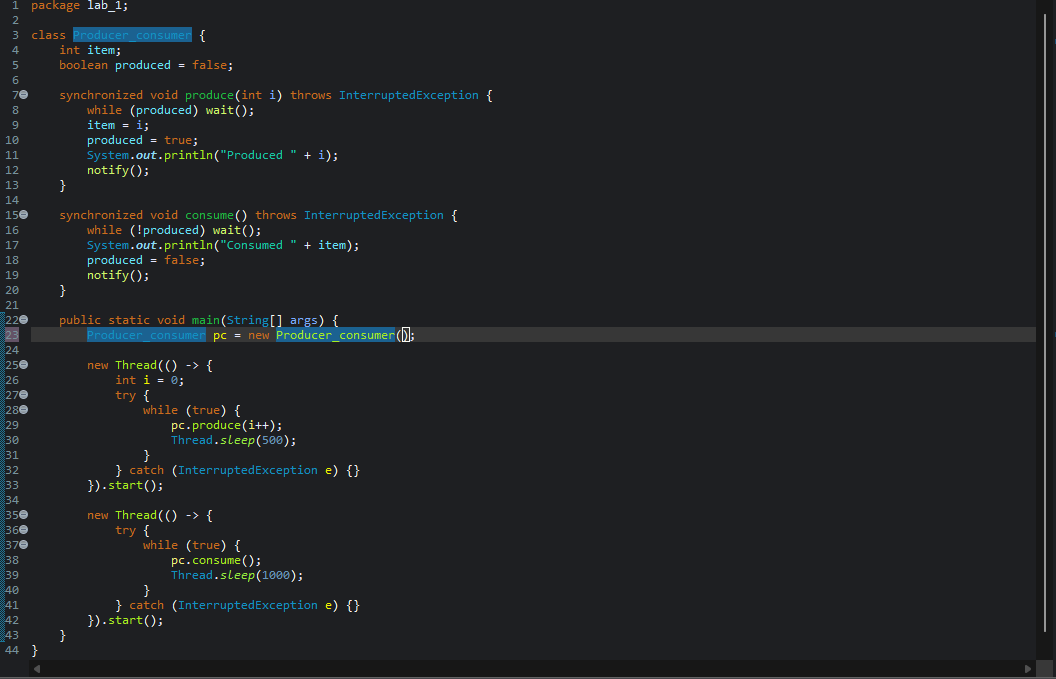 1 package lab_1;
2
3 class Producer_consumer {
4     int item;
5     boolean produced = false;
6
7     synchronized void produce(int i) throws InterruptedException {
8         while (produced) wait();
9         item = i;
10         produced = true;
11         System.out.println("Produced " + i);
12         notify();
13     }
14
15     synchronized void consume() throws InterruptedException {
16         while (!produced) wait();
17         System.out.println("Consumed " + item);
18         produced = false;
19         notify();
20     }
21
22     public static void main(String[] args) {
23         Producer_consumer pc = new Producer_consumer();
24
25         new Thread(() -> {
26             int i = 0;
27             try {
28                 while (true) {
29                     pc.produce(i++);
30                     Thread.sleep(500);
31                 }
32             } catch (InterruptedException e) {}
33         }).start();
34
35         new Thread(() -> {
36             try {
37                 while (true) {
38                     pc.consume();
39                     Thread.sleep(1000);
40                 }
41             } catch (InterruptedException e) {}
42         }).start();
43     }
44 }